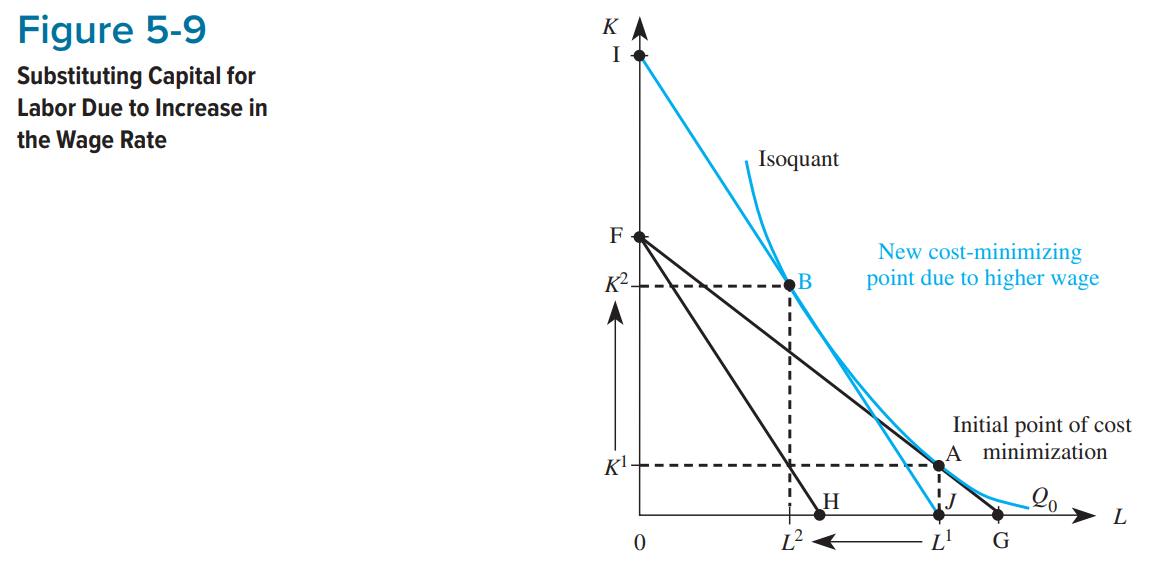 Figure 5-9
Substituting Capital for
Labor Due to Increase in
the Wage Rate
K
I
Isoquant
F
New cost-minimizing
point due to higher wage
K²
B
Initial point of cost
minimization
K¹
A
H
J
Q₀
L
0
L²
L¹
G